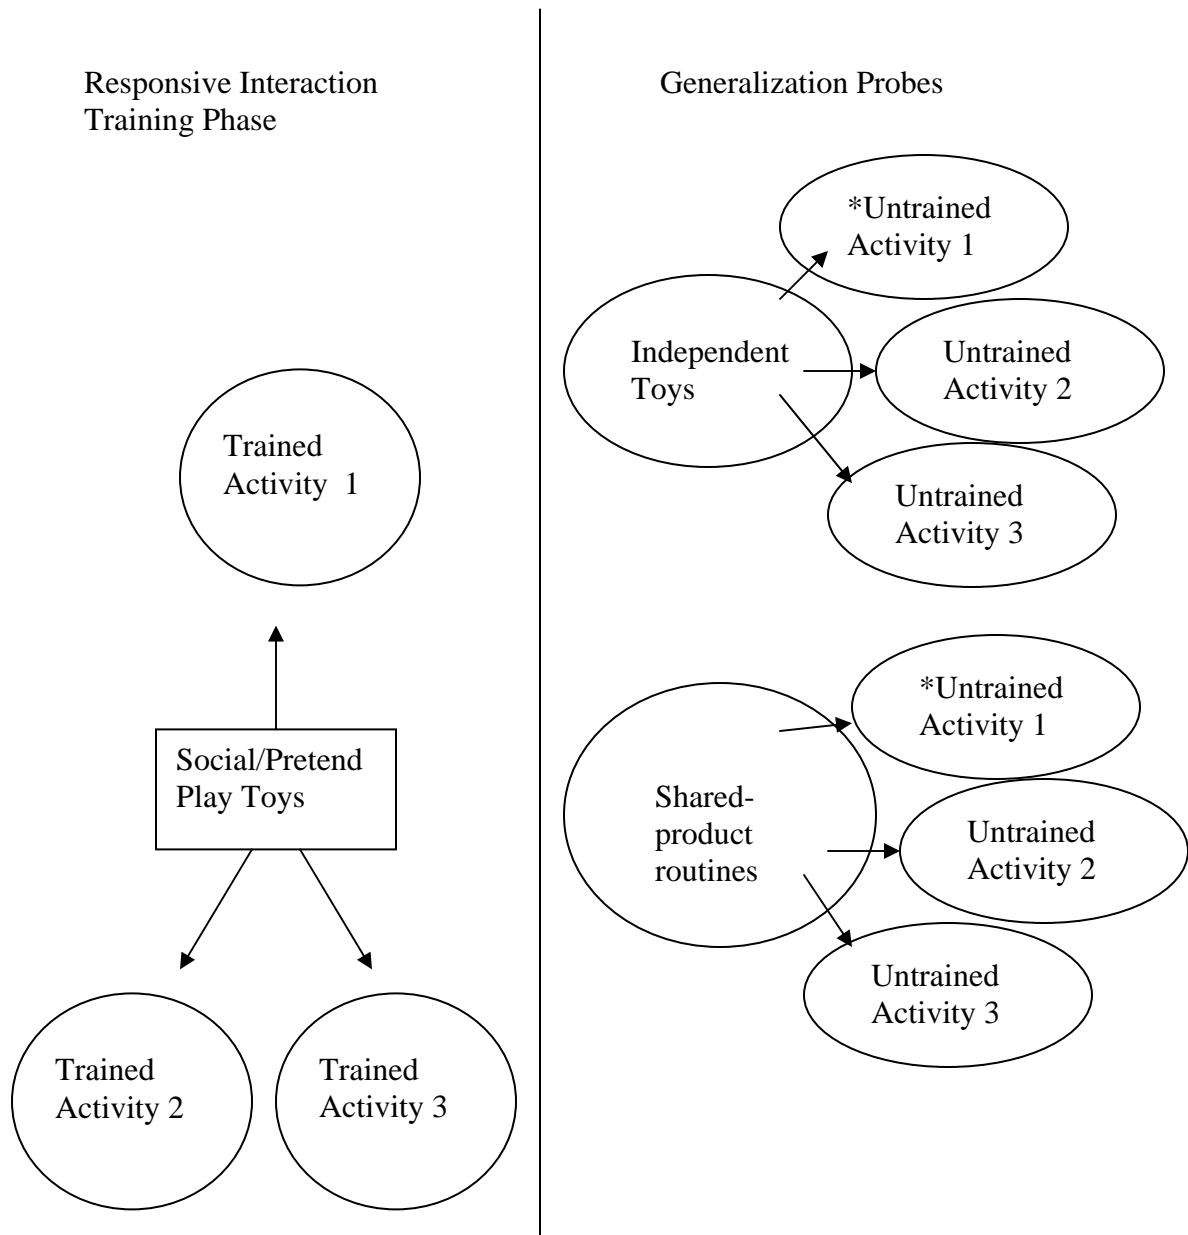 Responsive Interaction
Training Phase
Trained
Activity 1
Social/Pretend
Play Toys
Trained
Activity 2
Trained
Activity 3
Generalization Probes
*Untrained
Activity 1
Independent
Toys
Untrained
Activity 2
Untrained
Activity 3
*Untrained
Activity 1
Shared-
product
routines
Untrained
Activity 2
Untrained
Activity 3